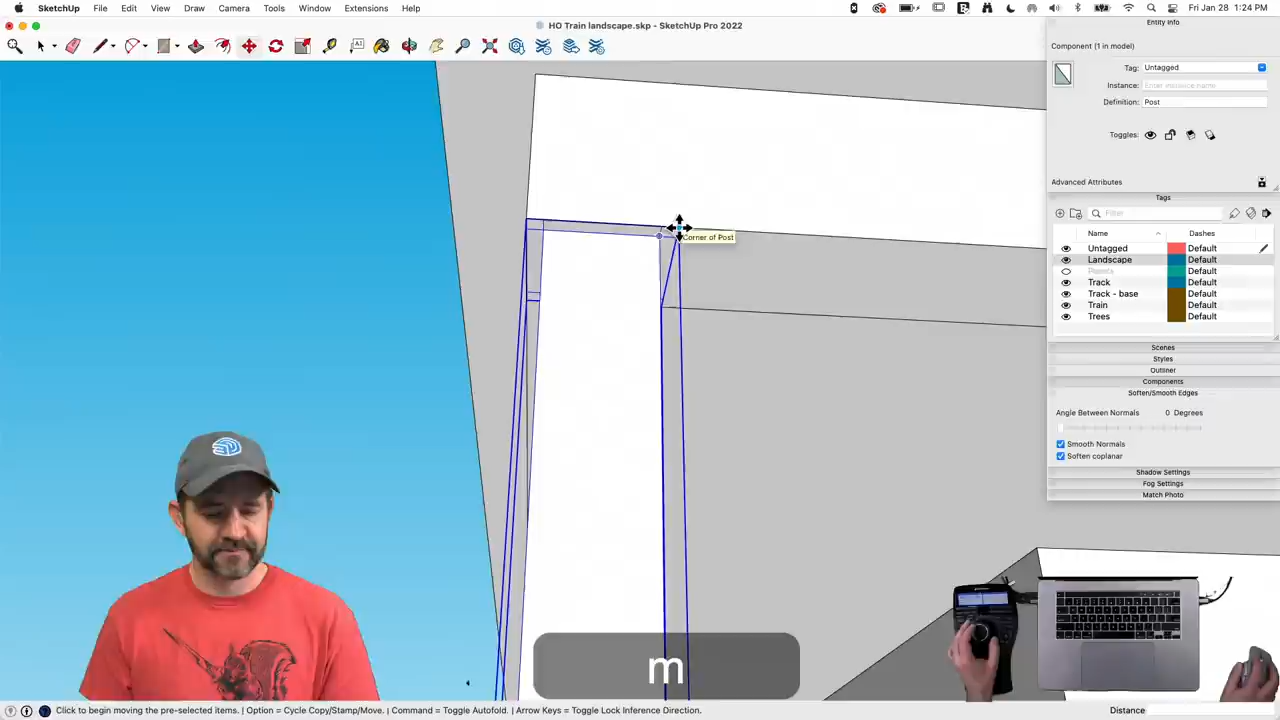 SketchUp File Edit View Draw Camera Tools Window Extensions Help
Fri Jan 28 1:24 PM
HO Train landscape.skp - SketchUp Pro 2022
Entity Info
Component (1 in model)
Tag: Untagged
Instance: Enter instance name
Definition: Post
Toggles:
Advanced Attributes
Tags
Filter
Name Dashes
Untagged Default
Landscape Default
Default
Track Default
Track - base Default
Train Default
Trees Default
Scenes
Styles
Outliner
Components
Soften/Smooth Edges
Angle Between Normals 0 Degrees
Smooth Normals
Soften coplanar
Shadow Settings
Fog Settings
Match Photo
Corner of Post
m
Click to begin moving the pre-selected items. | Option = Cycle Copy/Stamp/Move. | Command = Toggle Autofold. | Arrow Keys = Toggle Lock Inference Direction.
Distance